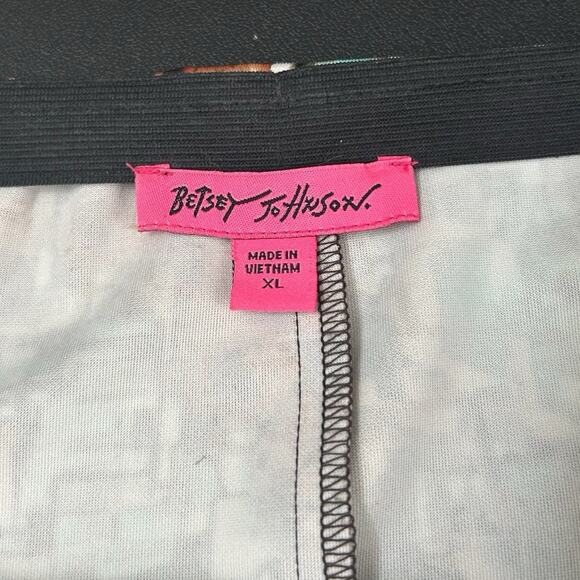 BETSEY JOHNSON.
MADE IN
VIETNAM
XL